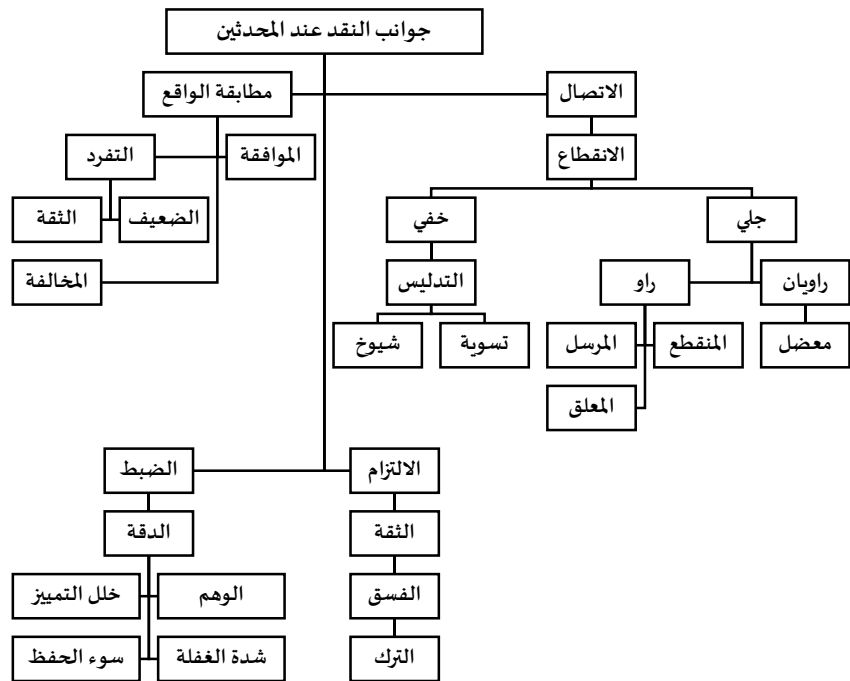 جوانب النقد عند المحدثين
الاتصال
مطابقة الواقع
الانقطاع
الموافقة
التفرد
جلي
خفي
الضعيف
الثقة
راويان
راو
التدليس
المخالفة
معضل
المنقطع
المرسل
تسوية
شيوخ
المعلق
الالتزام
الضبط
الثقة
الدقة
الفسق
الوهم
خلل التمييز
الترك
شدة الغفلة
سوء الحفظ